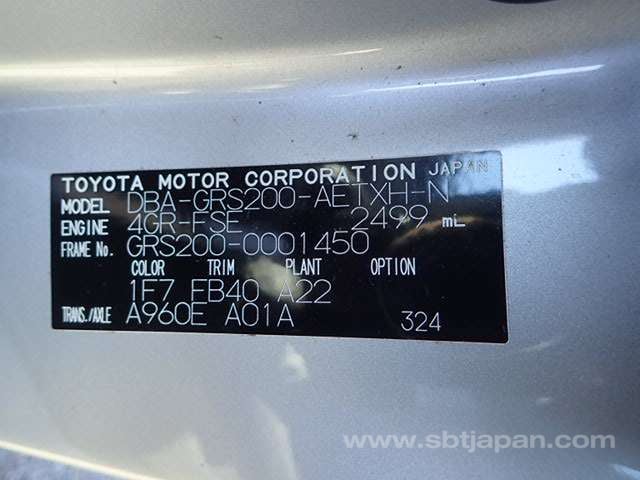 TOYOTA MOTOR CORPORATION JAPAN
MODEL DBA-GRS200-AETXH-N
ENGINE 4GR-FSE 2499 mL
FRAME No. GRS200-0001450
COLOR TRIM PLANT OPTION
1F7 FB40 A22
TRANS./AXLE A960E A01A 324
www.sbtjapan.com